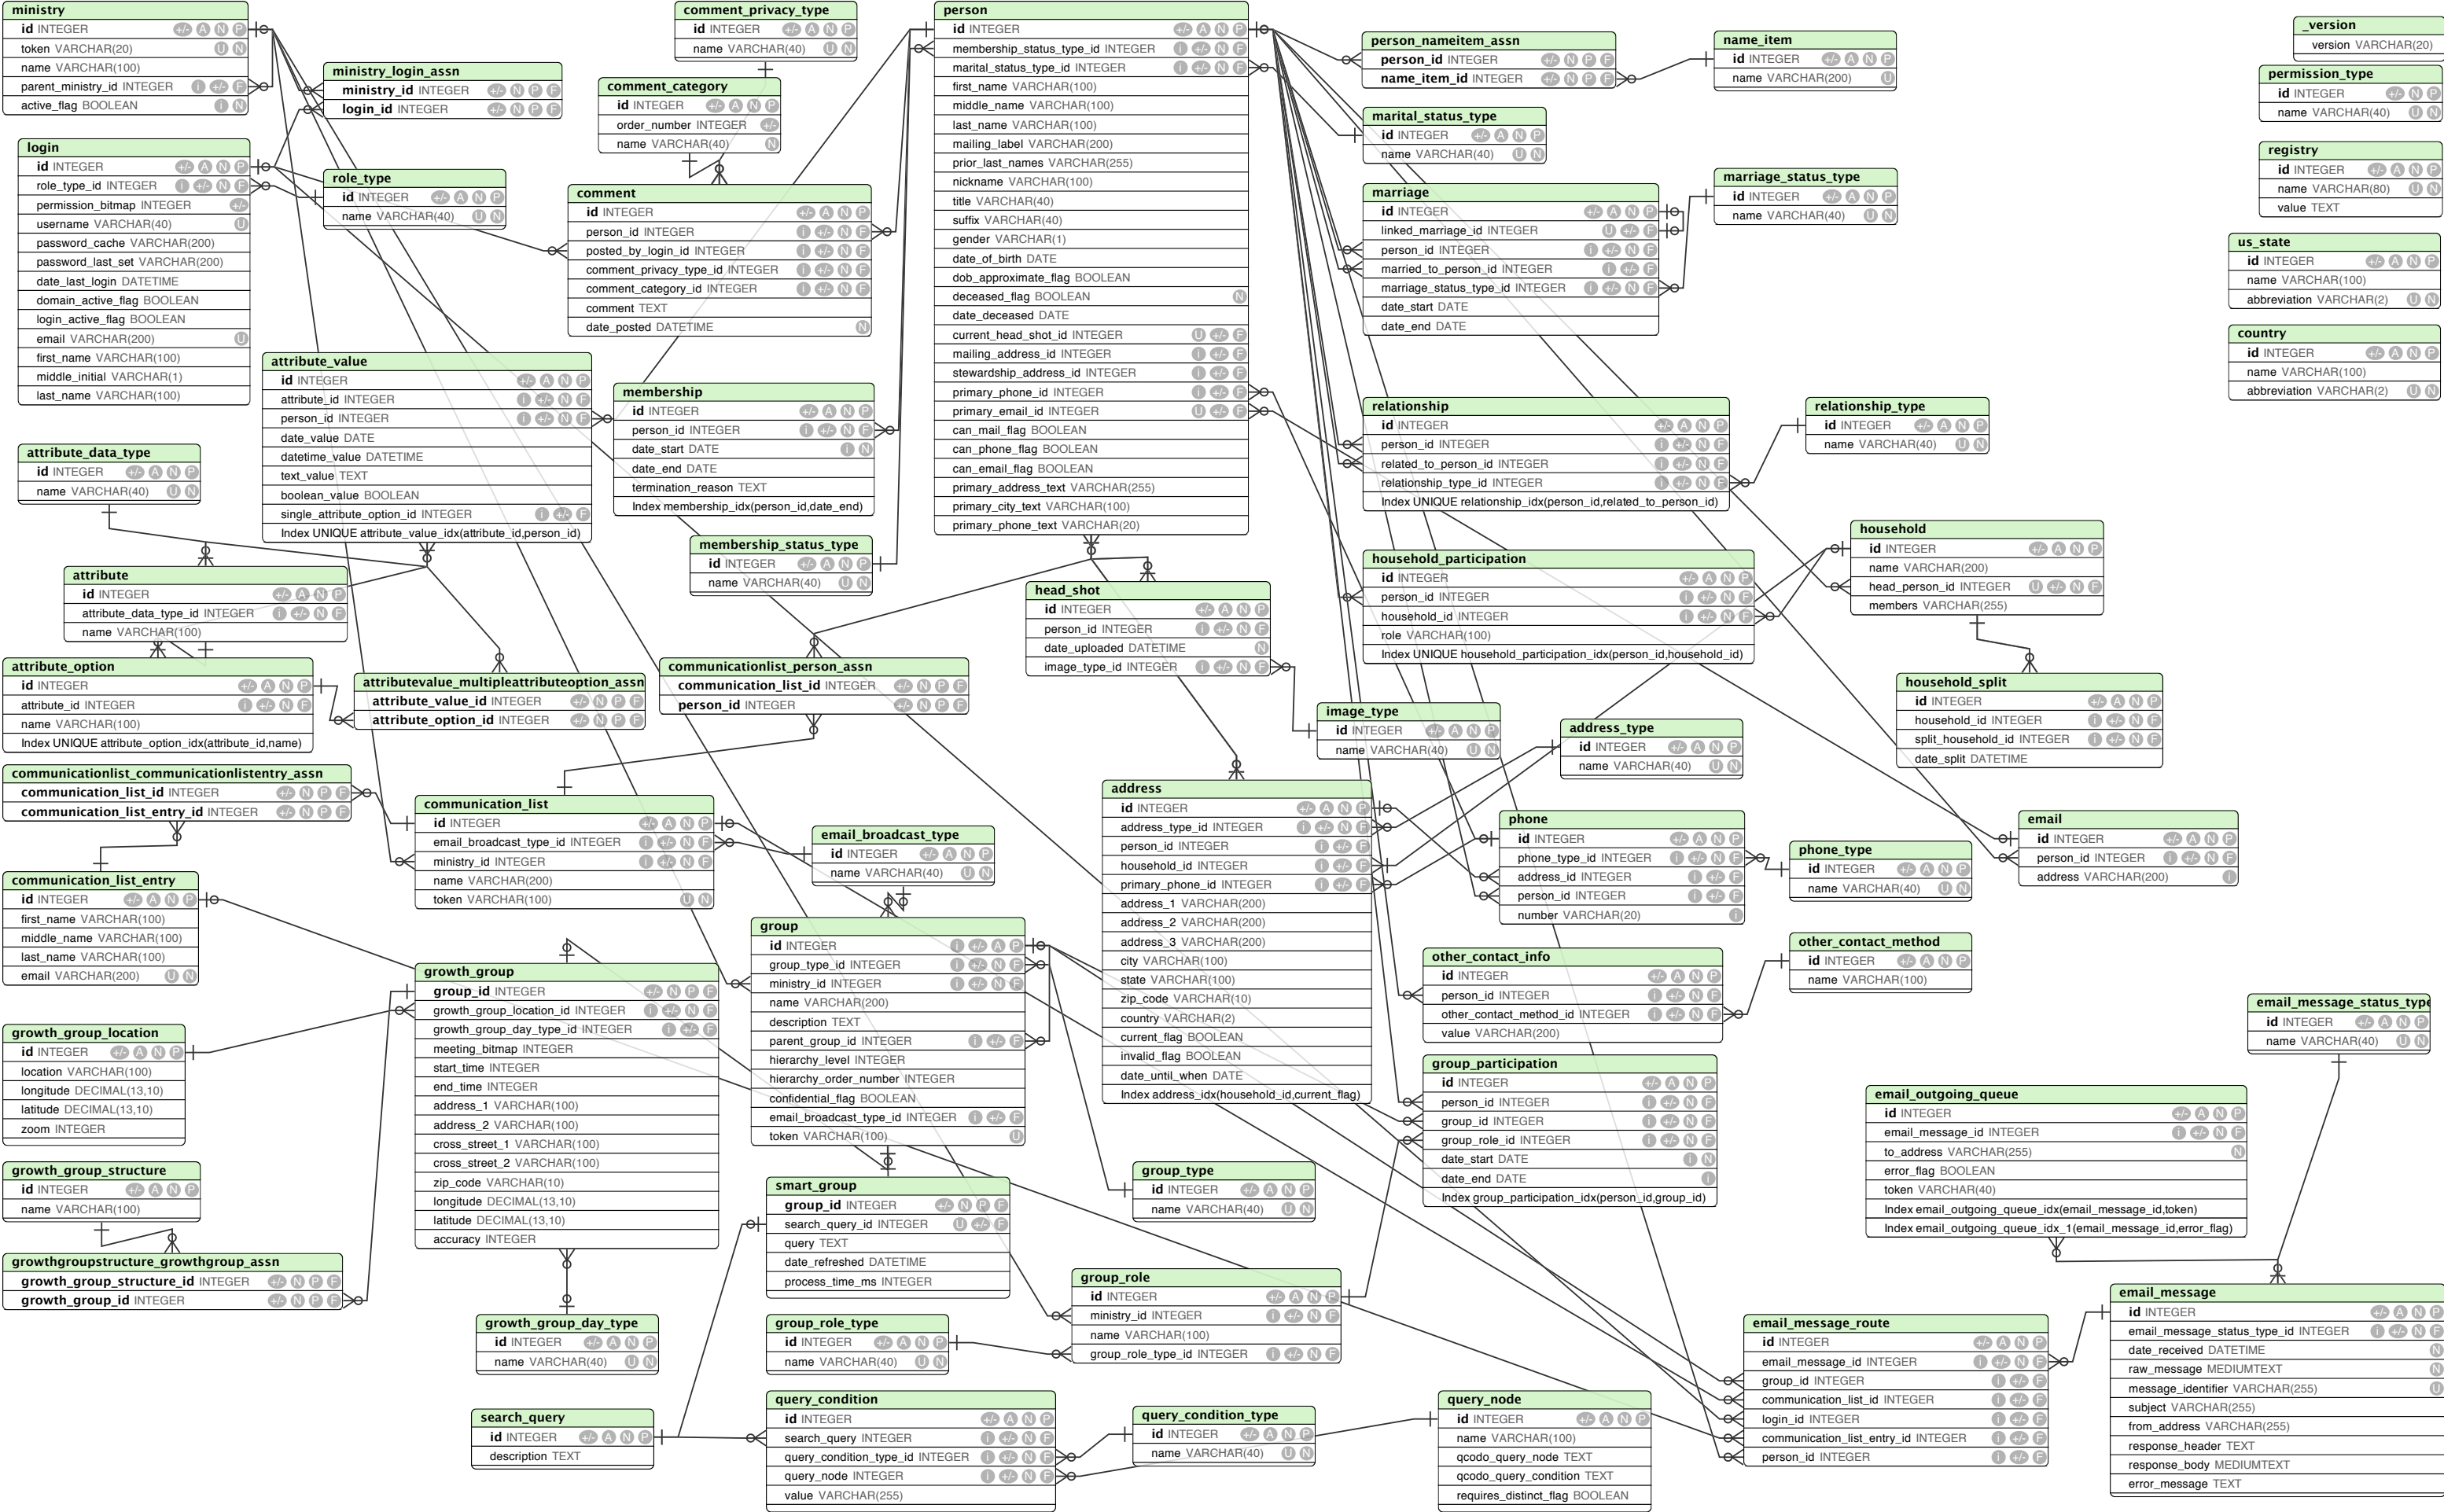 ministry
id INTEGER +/- A N P
token VARCHAR(20) U N
name VARCHAR(100)
parent_ministry_id INTEGER i +/- F
active_flag BOOLEAN i N
ministry_login_assn
ministry_id INTEGER +/- N P F
login_id INTEGER +/- N P F
login
id INTEGER +/- A N P
role_type_id INTEGER i +/- N F
permission_bitmap INTEGER +/-
username VARCHAR(40) U
password_cache VARCHAR(200)
password_last_set VARCHAR(200)
date_last_login DATETIME
domain_active_flag BOOLEAN
login_active_flag BOOLEAN
email VARCHAR(200) U
first_name VARCHAR(100)
middle_initial VARCHAR(1)
last_name VARCHAR(100)
role_type
id INTEGER +/- A N P
name VARCHAR(40) U N
comment_privacy_type
id INTEGER +/- A N P
name VARCHAR(40) U N
comment_category
id INTEGER +/- A N P
order_number INTEGER +/-
name VARCHAR(40) N
comment
id INTEGER +/- A N P
person_id INTEGER i +/- N F
posted_by_login_id INTEGER i +/- N F
comment_privacy_type_id INTEGER i +/- N F
comment_category_id INTEGER i +/- N F
comment TEXT
date_posted DATETIME N
person
id INTEGER +/- A N P
membership_status_type_id INTEGER i +/- N F
marital_status_type_id INTEGER i +/- N F
first_name VARCHAR(100)
middle_name VARCHAR(100)
last_name VARCHAR(100)
mailing_label VARCHAR(200)
prior_last_names VARCHAR(255)
nickname VARCHAR(100)
title VARCHAR(40)
suffix VARCHAR(40)
gender VARCHAR(1)
date_of_birth DATE
dob_approximate_flag BOOLEAN
deceased_flag BOOLEAN N
date_deceased DATE
current_head_shot_id INTEGER U +/- F
mailing_address_id INTEGER i +/- F
stewardship_address_id INTEGER i +/- F
primary_phone_id INTEGER i +/- F
primary_email_id INTEGER U +/- F
can_mail_flag BOOLEAN
can_phone_flag BOOLEAN
can_email_flag BOOLEAN
primary_address_text VARCHAR(255)
primary_city_text VARCHAR(100)
primary_phone_text VARCHAR(20)
person_nameitem_assn
person_id INTEGER +/- N P F
name_item_id INTEGER +/- N P F
name_item
id INTEGER +/- A N P
name VARCHAR(200) U
marital_status_type
id INTEGER +/- A N P
name VARCHAR(40) U N
marriage
id INTEGER +/- A N P
linked_marriage_id INTEGER U +/- F
person_id INTEGER i +/- N F
married_to_person_id INTEGER i +/- F
marriage_status_type_id INTEGER i +/- N F
date_start DATE
date_end DATE
marriage_status_type
id INTEGER +/- A N P
name VARCHAR(40) U N
_version
version VARCHAR(20)
permission_type
id INTEGER +/- N P
name VARCHAR(40) U N
registry
id INTEGER +/- A N P
name VARCHAR(80) U N
value TEXT
us_state
id INTEGER +/- A N P
name VARCHAR(100)
abbreviation VARCHAR(2) U N
country
id INTEGER +/- A N P
name VARCHAR(100)
abbreviation VARCHAR(2) U N
attribute_value
id INTEGER +/- A N P
attribute_id INTEGER i +/- N F
person_id INTEGER i +/- N F
date_value DATE
datetime_value DATETIME
text_value TEXT
boolean_value BOOLEAN
single_attribute_option_id INTEGER i +/- F
Index UNIQUE attribute_value_idx(attribute_id,person_id)
membership
id INTEGER +/- A N P
person_id INTEGER i +/- N F
date_start DATE i N
date_end DATE
termination_reason TEXT
Index membership_idx(person_id,date_end)
membership_status_type
id INTEGER +/- A N P
name VARCHAR(40) U N
relationship
id INTEGER +/- A N P
person_id INTEGER i +/- N F
related_to_person_id INTEGER i +/- N F
relationship_type_id INTEGER i +/- N F
Index UNIQUE relationship_idx(person_id,related_to_person_id)
relationship_type
id INTEGER +/- A N P
name VARCHAR(40) U N
attribute_data_type
id INTEGER +/- A N P
name VARCHAR(40) U N
attribute
id INTEGER +/- A N P
attribute_data_type_id INTEGER i +/- N F
name VARCHAR(100)
attribute_option
id INTEGER +/- A N P
attribute_id INTEGER i +/- N F
name VARCHAR(100)
Index UNIQUE attribute_option_idx(attribute_id,name)
attributevalue_multipleattributeoption_assn
attribute_value_id INTEGER +/- N P F
attribute_option_id INTEGER +/- N P F
communicationlist_person_assn
communication_list_id INTEGER +/- N P F
person_id INTEGER +/- N P F
head_shot
id INTEGER +/- A N P
person_id INTEGER i +/- N F
date_uploaded DATETIME N
image_type_id INTEGER i +/- N F
image_type
id INTEGER +/- A N P
name VARCHAR(40) U N
household_participation
id INTEGER +/- A N P
person_id INTEGER i +/- N F
household_id INTEGER i +/- N F
role VARCHAR(100)
Index UNIQUE household_participation_idx(person_id,household_id)
household
id INTEGER +/- A N P
name VARCHAR(200)
head_person_id INTEGER U +/- N F
members VARCHAR(255)
household_split
id INTEGER +/- A N P
household_id INTEGER i +/- N F
split_household_id INTEGER i +/- N F
date_split DATETIME
address_type
id INTEGER +/- A N P
name VARCHAR(40) U N
communicationlist_communicationlistentry_assn
communication_list_id INTEGER +/- N P F
communication_list_entry_id INTEGER +/- N P F
communication_list
id INTEGER +/- A N P
email_broadcast_type_id INTEGER i +/- N F
ministry_id INTEGER i +/- N F
name VARCHAR(200)
token VARCHAR(100) U N
email_broadcast_type
id INTEGER +/- A N P
name VARCHAR(40) U N
address
id INTEGER +/- A N P
address_type_id INTEGER i +/- N F
person_id INTEGER i +/- F
household_id INTEGER i +/- F
primary_phone_id INTEGER i +/- F
address_1 VARCHAR(200)
address_2 VARCHAR(200)
address_3 VARCHAR(200)
city VARCHAR(100)
state VARCHAR(100)
zip_code VARCHAR(10)
country VARCHAR(2)
current_flag BOOLEAN
invalid_flag BOOLEAN
date_until_when DATE
Index address_idx(household_id,current_flag)
phone
id INTEGER +/- A N P
phone_type_id INTEGER i +/- N F
address_id INTEGER i +/- F
person_id INTEGER i +/- F
number VARCHAR(20) i
phone_type
id INTEGER +/- A N P
name VARCHAR(40) U N
email
id INTEGER +/- A N P
person_id INTEGER i +/- N F
address VARCHAR(200) i
communication_list_entry
id INTEGER +/- A N P
first_name VARCHAR(100)
middle_name VARCHAR(100)
last_name VARCHAR(100)
email VARCHAR(200) U N
growth_group
group_id INTEGER +/- N P F
growth_group_location_id INTEGER i +/- N F
growth_group_day_type_id INTEGER i +/- F
meeting_bitmap INTEGER
start_time INTEGER
end_time INTEGER
address_1 VARCHAR(100)
address_2 VARCHAR(100)
cross_street_1 VARCHAR(100)
cross_street_2 VARCHAR(100)
zip_code VARCHAR(10)
longitude DECIMAL(13,10)
latitude DECIMAL(13,10)
accuracy INTEGER
group
id INTEGER i +/- A P
group_type_id INTEGER i +/- N F
ministry_id INTEGER i +/- N F
name VARCHAR(200)
description TEXT
parent_group_id INTEGER i +/- F
hierarchy_level INTEGER
hierarchy_order_number INTEGER
confidential_flag BOOLEAN
email_broadcast_type_id INTEGER i +/- F
token VARCHAR(100) U
other_contact_info
id INTEGER +/- A N P
person_id INTEGER i +/- N F
other_contact_method_id INTEGER i +/- N F
value VARCHAR(200)
other_contact_method
id INTEGER +/- A N P
name VARCHAR(100)
email_message_status_type
id INTEGER +/- A N P
name VARCHAR(40) U N
growth_group_location
id INTEGER +/- A N P
location VARCHAR(100)
longitude DECIMAL(13,10)
latitude DECIMAL(13,10)
zoom INTEGER
growth_group_structure
id INTEGER +/- A N P
name VARCHAR(100)
growthgroupstructure_growthgroup_assn
growth_group_structure_id INTEGER +/- N P F
growth_group_id INTEGER +/- N P F
growth_group_day_type
id INTEGER +/- A N P
name VARCHAR(40) U N
smart_group
group_id INTEGER +/- N P F
search_query_id INTEGER U +/- F
query TEXT
date_refreshed DATETIME
process_time_ms INTEGER
group_type
id INTEGER +/- A N P
name VARCHAR(40) U N
group_participation
id INTEGER +/- A N P
person_id INTEGER i +/- N F
group_id INTEGER i +/- N F
group_role_id INTEGER i +/- N F
date_start DATE i N
date_end DATE i
Index group_participation_idx(person_id,group_id)
email_outgoing_queue
id INTEGER +/- A N P
email_message_id INTEGER i +/- N F
to_address VARCHAR(255) N
error_flag BOOLEAN
token VARCHAR(40)
Index email_outgoing_queue_idx(email_message_id,token)
Index email_outgoing_queue_idx_1(email_message_id,error_flag)
group_role
id INTEGER +/- A N P
ministry_id INTEGER i +/- N F
name VARCHAR(100)
group_role_type_id INTEGER i +/- N F
group_role_type
id INTEGER +/- A N P
name VARCHAR(40) U N
email_message_route
id INTEGER +/- A N P
email_message_id INTEGER i +/- N F
group_id INTEGER i +/- F
communication_list_id INTEGER i +/- F
login_id INTEGER i +/- F
communication_list_entry_id INTEGER i +/- F
person_id INTEGER i +/- F
email_message
id INTEGER +/- A N P
email_message_status_type_id INTEGER i +/- N F
date_received DATETIME N
raw_message MEDIUMTEXT N
message_identifier VARCHAR(255) U
subject VARCHAR(255)
from_address VARCHAR(255)
response_header TEXT
response_body MEDIUMTEXT
error_message TEXT
search_query
id INTEGER +/- A N P
description TEXT
query_condition
id INTEGER +/- A N P
search_query INTEGER i +/- N F
query_condition_type_id INTEGER i +/- N F
query_node INTEGER i +/- N F
value VARCHAR(255)
query_condition_type
id INTEGER +/- A N P
name VARCHAR(40) U N
query_node
id INTEGER +/- A N P
name VARCHAR(100)
qcodo_query_node TEXT
qcodo_query_condition TEXT
requires_distinct_flag BOOLEAN